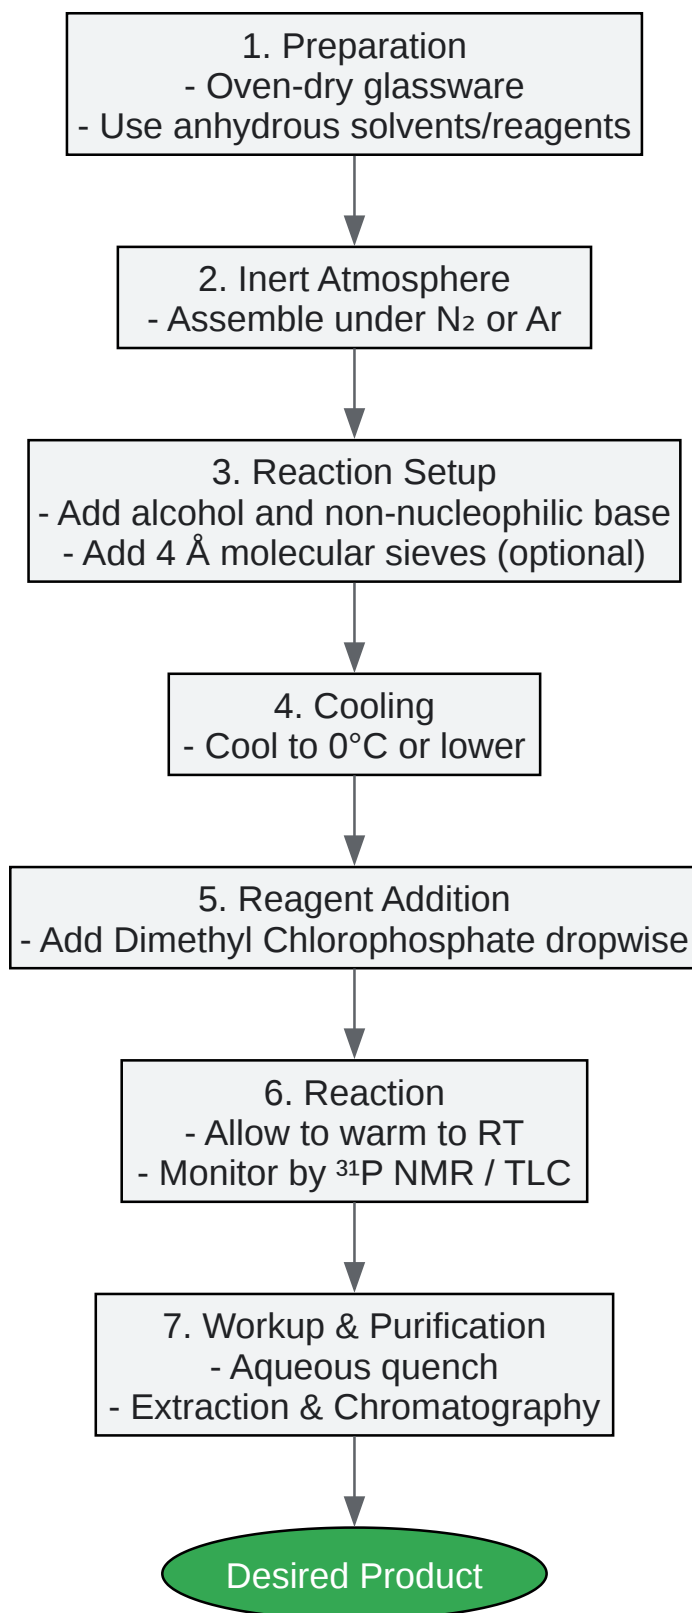 1. Preparation
- Oven-dry glassware
- Use anhydrous solvents/reagents
2. Inert Atmosphere
- Assemble under N₂ or Ar
3. Reaction Setup
- Add alcohol and non-nucleophilic base
- Add 4 Å molecular sieves (optional)
4. Cooling
- Cool to 0°C or lower
5. Reagent Addition
- Add Dimethyl Chlorophosphate dropwise
6. Reaction
- Allow to warm to RT
- Monitor by ³¹P NMR / TLC
7. Workup & Purification
- Aqueous quench
- Extraction & Chromatography
Desired Product